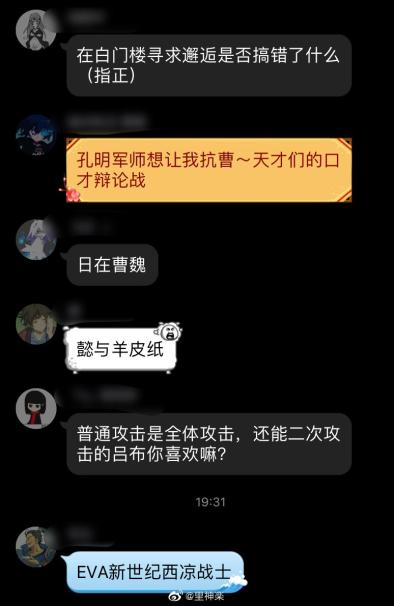 在白门楼寻求邂逅是否搞错了什么
（指正）
孔明军师想让我抗曹～天才们的口
才辩论战
日在曹魏
懿与羊皮纸
普通攻击是全体攻击，还能二次攻
击的吕布你喜欢嘛?
19:31
EVA新世纪西凉战士
@里神楽